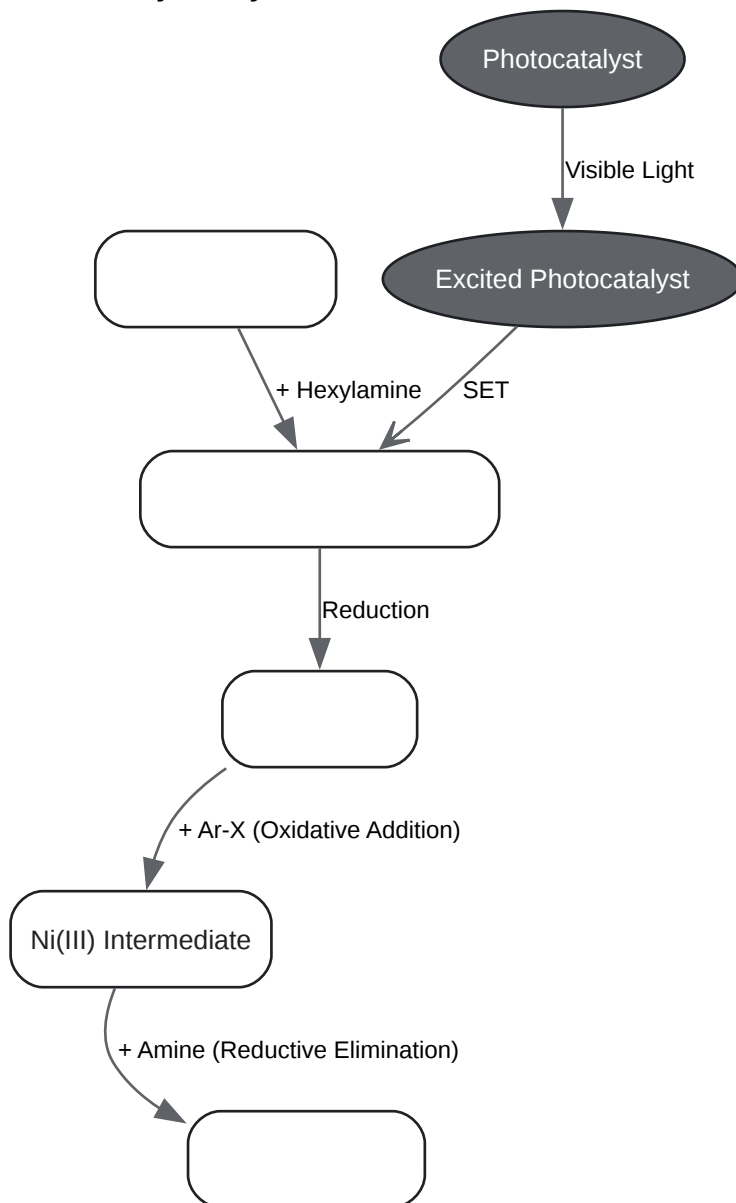 Photocatalyst
Visible Light
Excited Photocatalyst
+ Hexylamine
SET
Reduction
+ Ar-X (Oxidative Addition)
Ni(III) Intermediate
+ Amine (Reductive Elimination)